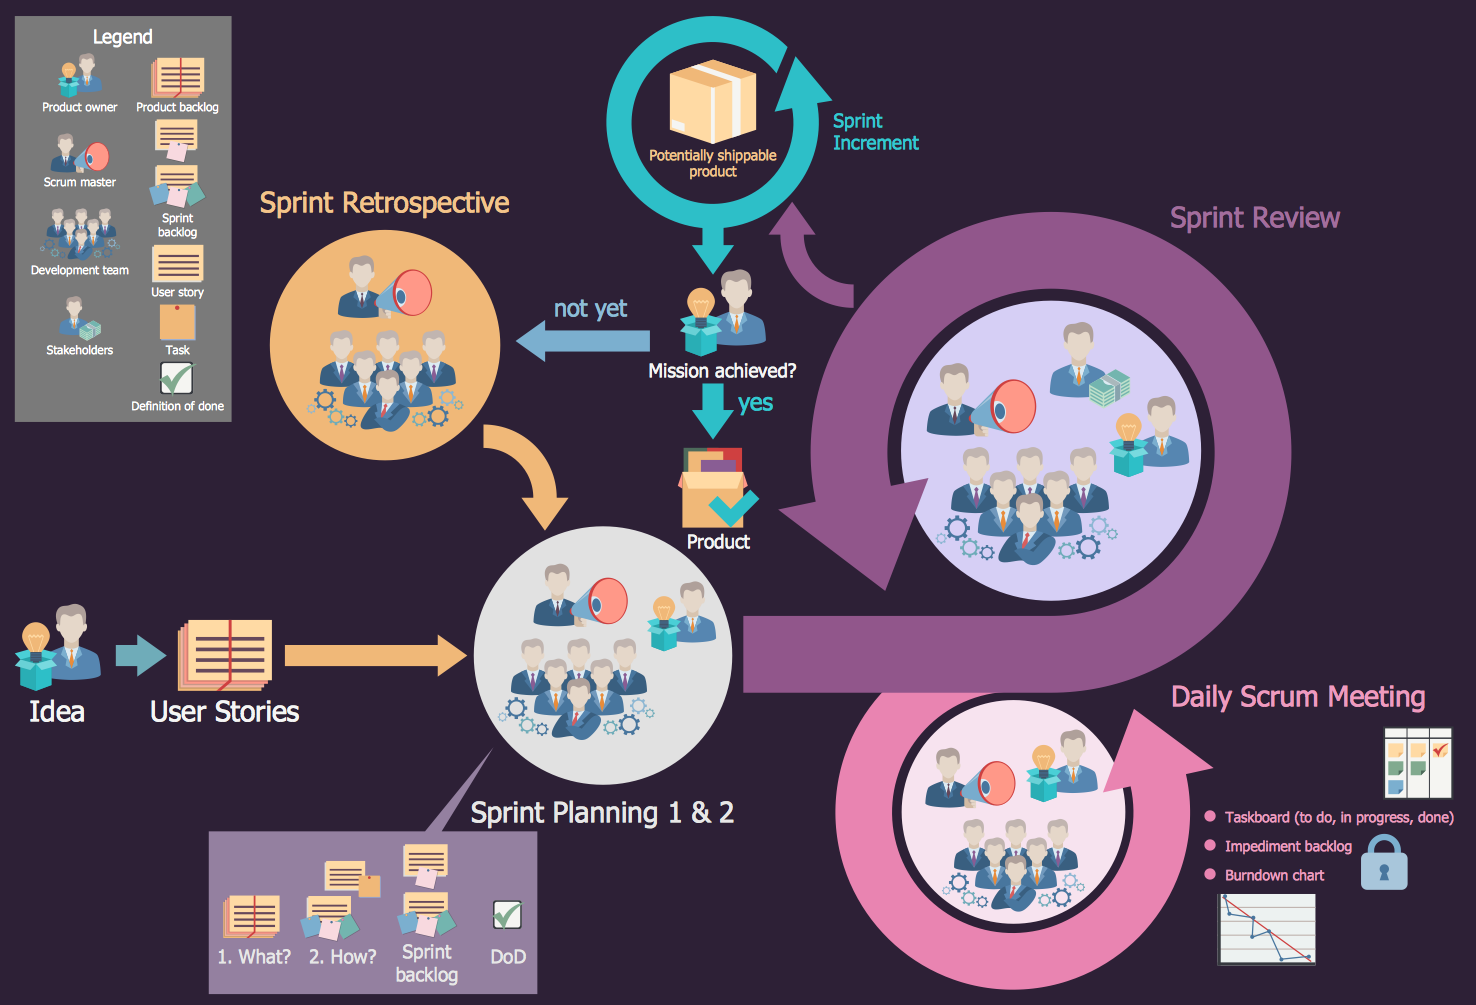 Legend
Product owner
Product backlog
Scrum master
Sprint
backlog
Development team
User story
Stakeholders
Task
Definition of done
Potentially shippable
product
Sprint
Increment
Sprint Retrospective
Sprint Review
not yet
Mission achieved?
yes
Product
Idea
User Stories
Sprint Planning 1 & 2
Daily Scrum Meeting
Taskboard (to do, in progress, done)
Impediment backlog
Burndown chart
1. What?
2. How?
Sprint
backlog
DoD